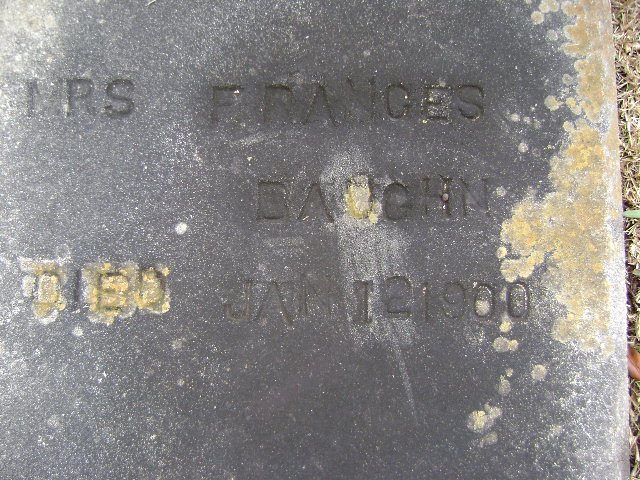 MRS FRANCES
BAUGHN
DIED JAN 12 1900